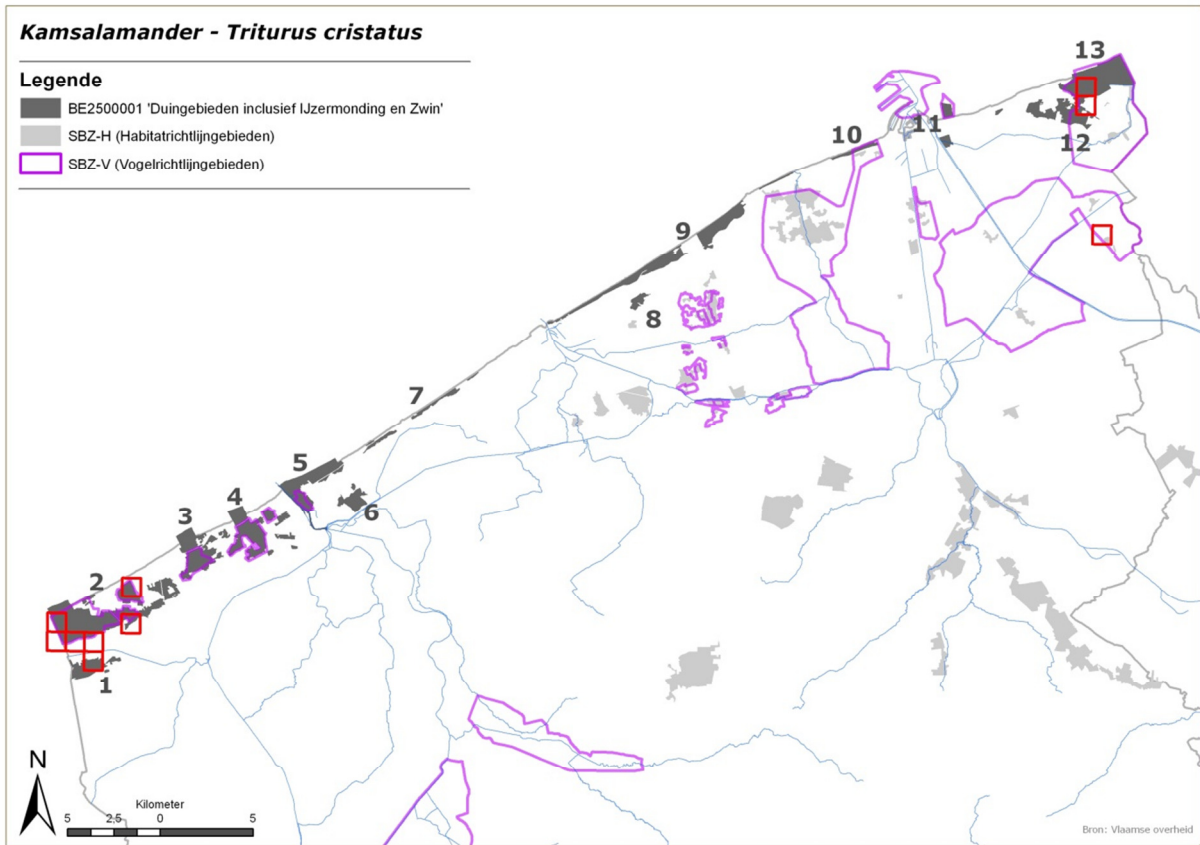 Kamsalamander - Triturus cristatus
Legende
BE2500001 'Duingebieden inclusief IJzermonding en Zwin'
SBZ-H (Habitatrichtlijngebieden)
SBZ-V (Vogelrichtlijngebieden)
13
12
11
10
9
8
7
5
6
4
3
2
1
N
Kilometer
5 2,5 0 5
Bron: Vlaamse overheid